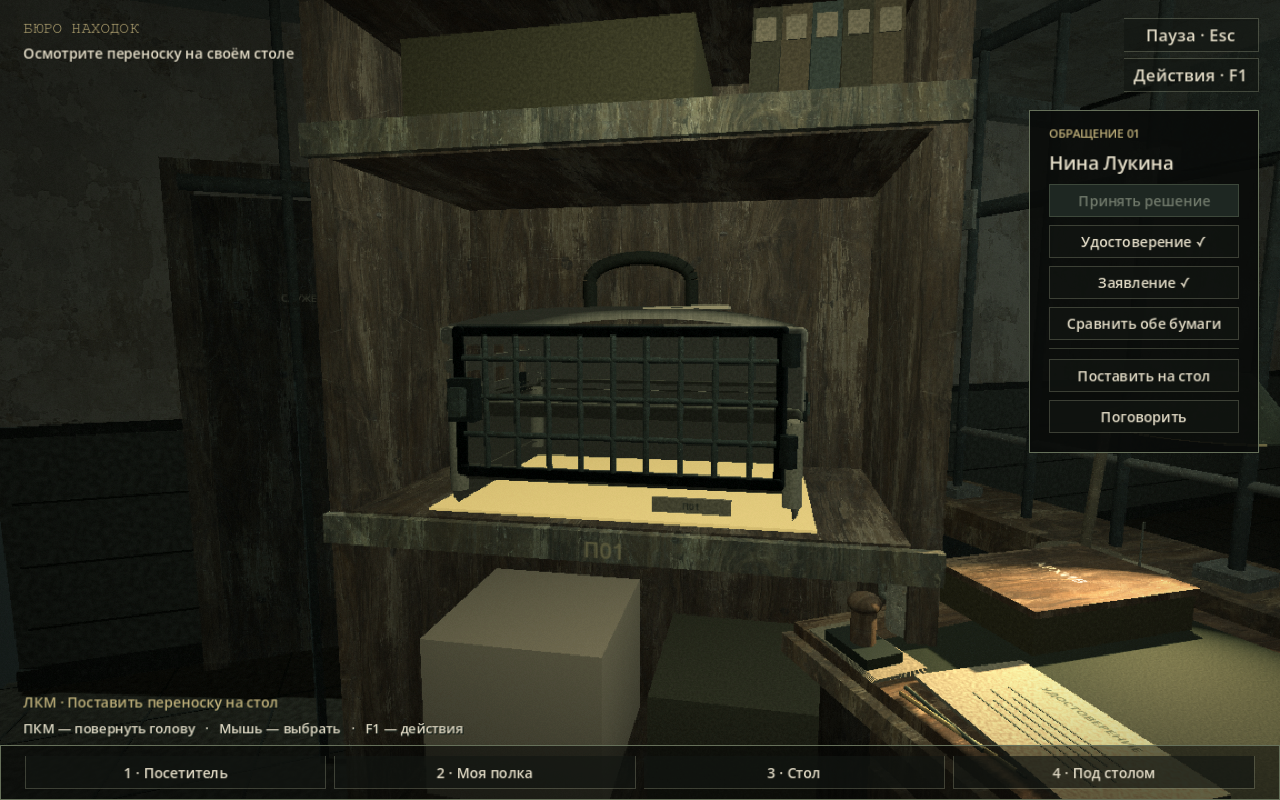 БЮРО НАХОДОК
Осмотрите переноску на своём столе
Пауза · Esc
Действия · F1
ОБРАЩЕНИЕ 01
Нина Лукина
Принять решение
Удостоверение ✓
Заявление ✓
Сравнить обе бумаги
Поставить на стол
Поговорить
П01
П01
УДОСТОВЕРЕНИЕ
ЛКМ · Поставить переноску на стол
ПКМ — повернуть голову · Мышь — выбрать · F1 — действия
1 · Посетитель
2 · Моя полка
3 · Стол
4 · Под столом